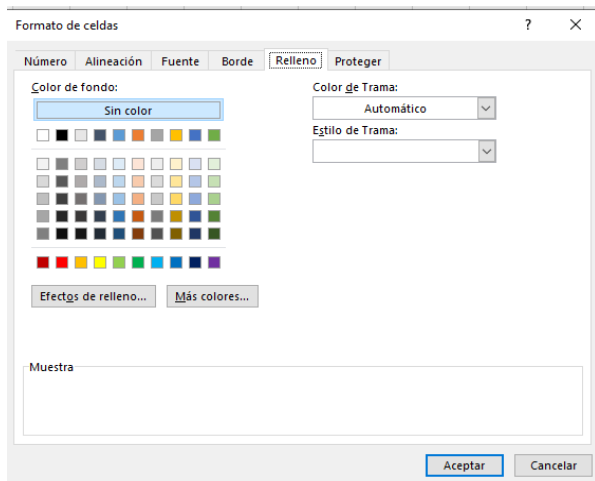 Formato de celdas ?
Número Alineación Fuente Borde Relleno Proteger
Color de fondo:
Sin color
Color de Trama:
Automático
Estilo de Trama:
Efectos de relleno... Más colores...
Muestra
Aceptar Cancelar